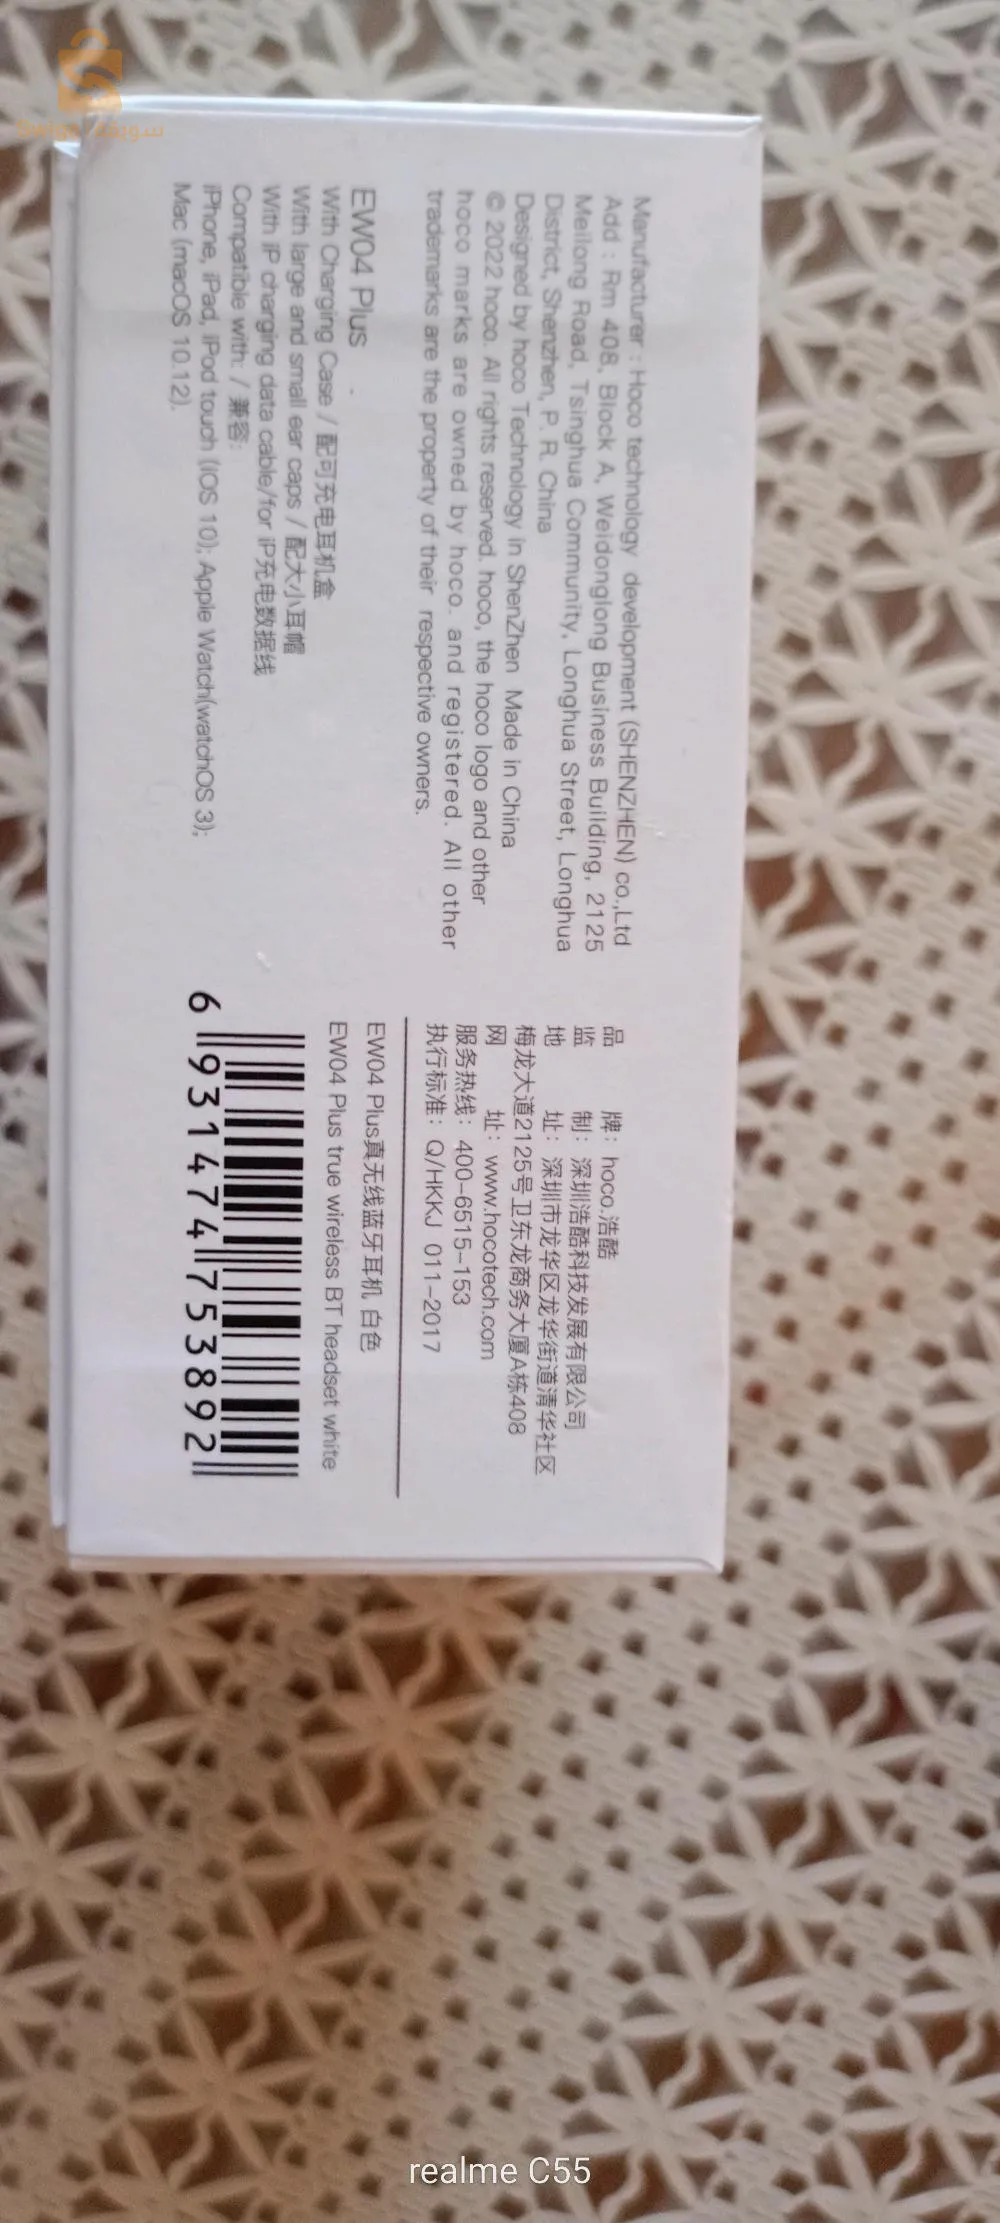 Manufacturer : Hoco technology development (SHENZHEN) co.,Ltd
Add : Rm 408, Block A, Weidonglong Business Building, 2125
Meilong Road, Tsinghua Community, Longhua Street, Longhua
District, Shenzhen, P. R. China
Designed by hoco Technology in ShenZhen Made in China
© 2022 hoco. All rights reserved. hoco, the hoco logo and other
hoco marks are owned by hoco. and registered. All other
trademarks are the property of their respective owners.
EW04 Plus
With Charging Case / 配可充电耳机盒
With large and small ear caps / 配大小耳帽
With iP charging data cable/for iP充电数据线
Compatible with: / 兼容:
iPhone, iPad, iPod touch (iOS 10); Apple Watch(watchOS 3);
Mac (macOS 10.12).
品 牌: hoco.浩酷
监 制: 深圳浩酷科技发展有限公司
地 址: 深圳市龙华区龙华街道清华社区
梅龙大道2125号卫东龙商务大厦A栋408
网 址: www.hocotech.com
服务热线: 400-6515-153
执行标准: Q/HKKJ 011-2017
EW04 Plus真无线蓝牙耳机 白色
EW04 Plus true wireless BT headset white
6 931474 753892
سويقة
realme C55